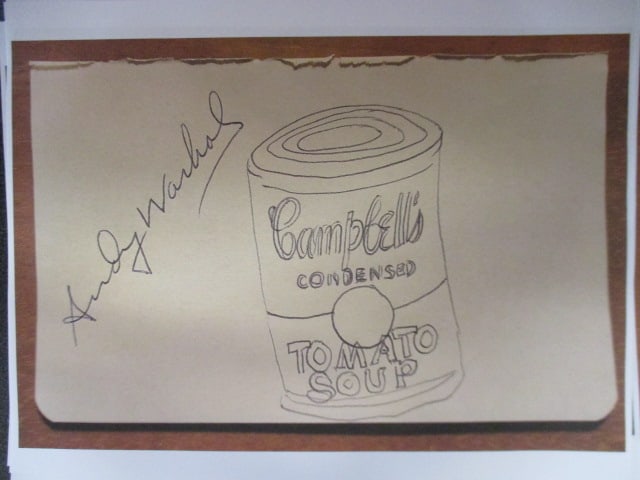 Andy Warhol
Campbell's
CONDENSED
TOMATO
SOUP